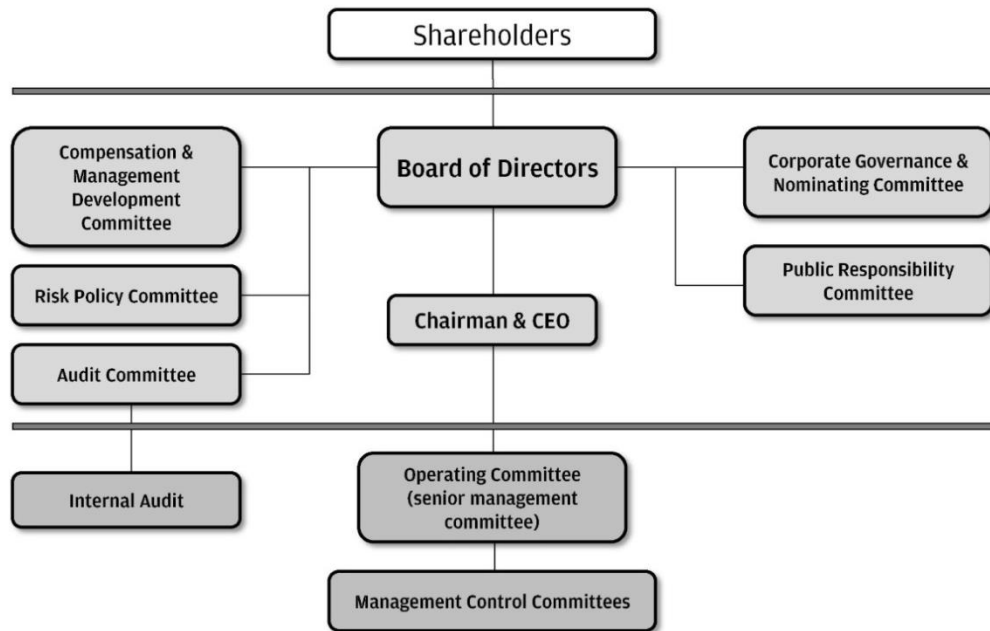 Shareholders
Compensation &
Management
Development
Committee
Board of Directors
Corporate Governance &
Nominating Committee
Risk Policy Committee
Public Responsibility
Committee
Chairman & CEO
Audit Committee
Internal Audit
Operating Committee
(senior management
committee)
Management Control Committees